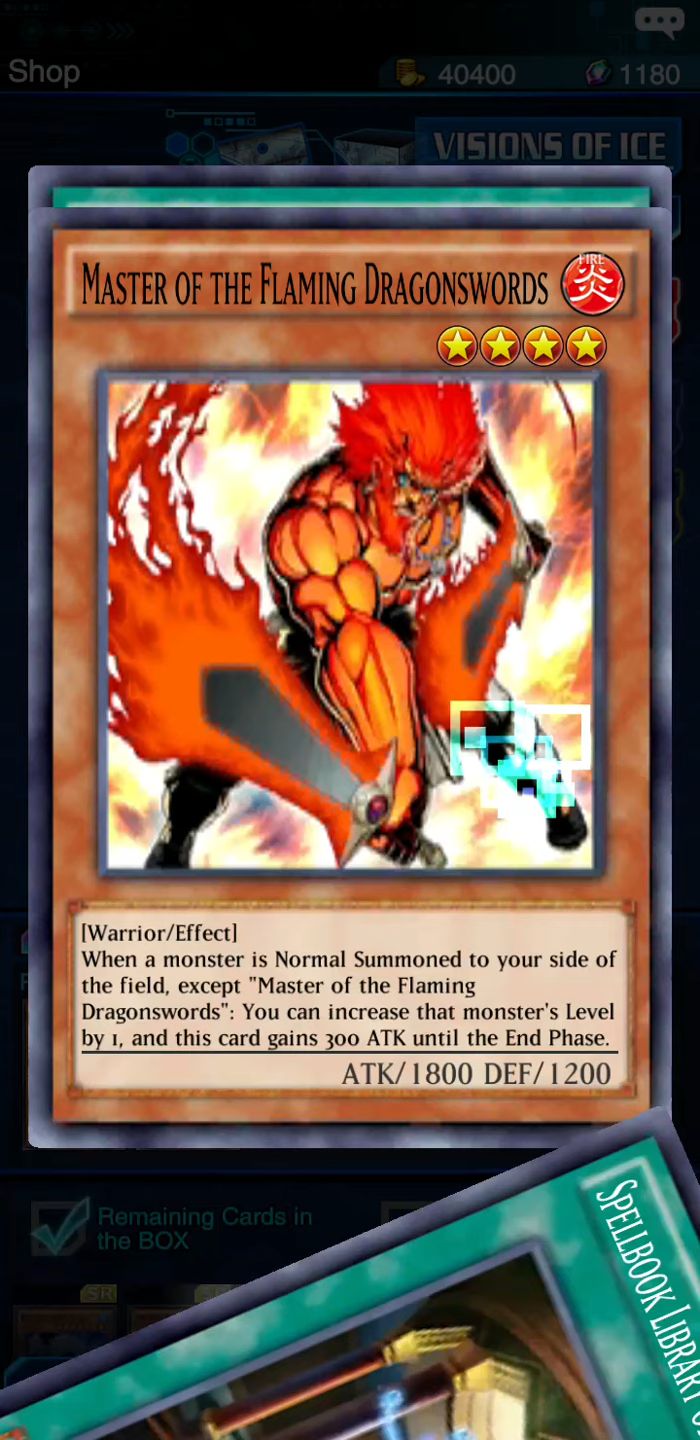 Shop
40400
1180
VISIONS OF ICE
MASTER OF THE FLAMING DRAGONSWORDS
FIRE
炎
[Warrior/Effect]
When a monster is Normal Summoned to your side of
the field, except "Master of the Flaming
Dragonswords": You can increase that monster's Level
by 1, and this card gains 300 ATK until the End Phase.
ATK/1800 DEF/1200
Remaining Cards in
the BOX
SR
SPELLBOOK LIBRARY